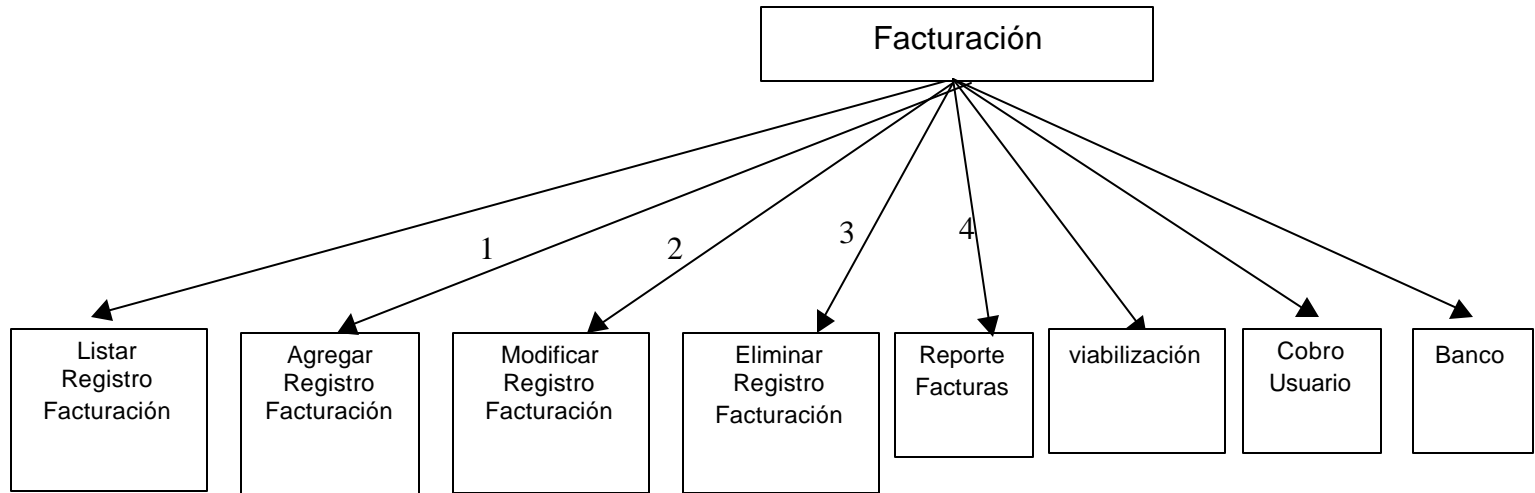 Facturación
1
2
3
4
Listar
Registro
Facturación
Agregar
Registro
Facturación
Modificar
Registro
Facturación
Eliminar
Registro
Facturación
Reporte
Facturas
viabilización
Cobro
Usuario
Banco